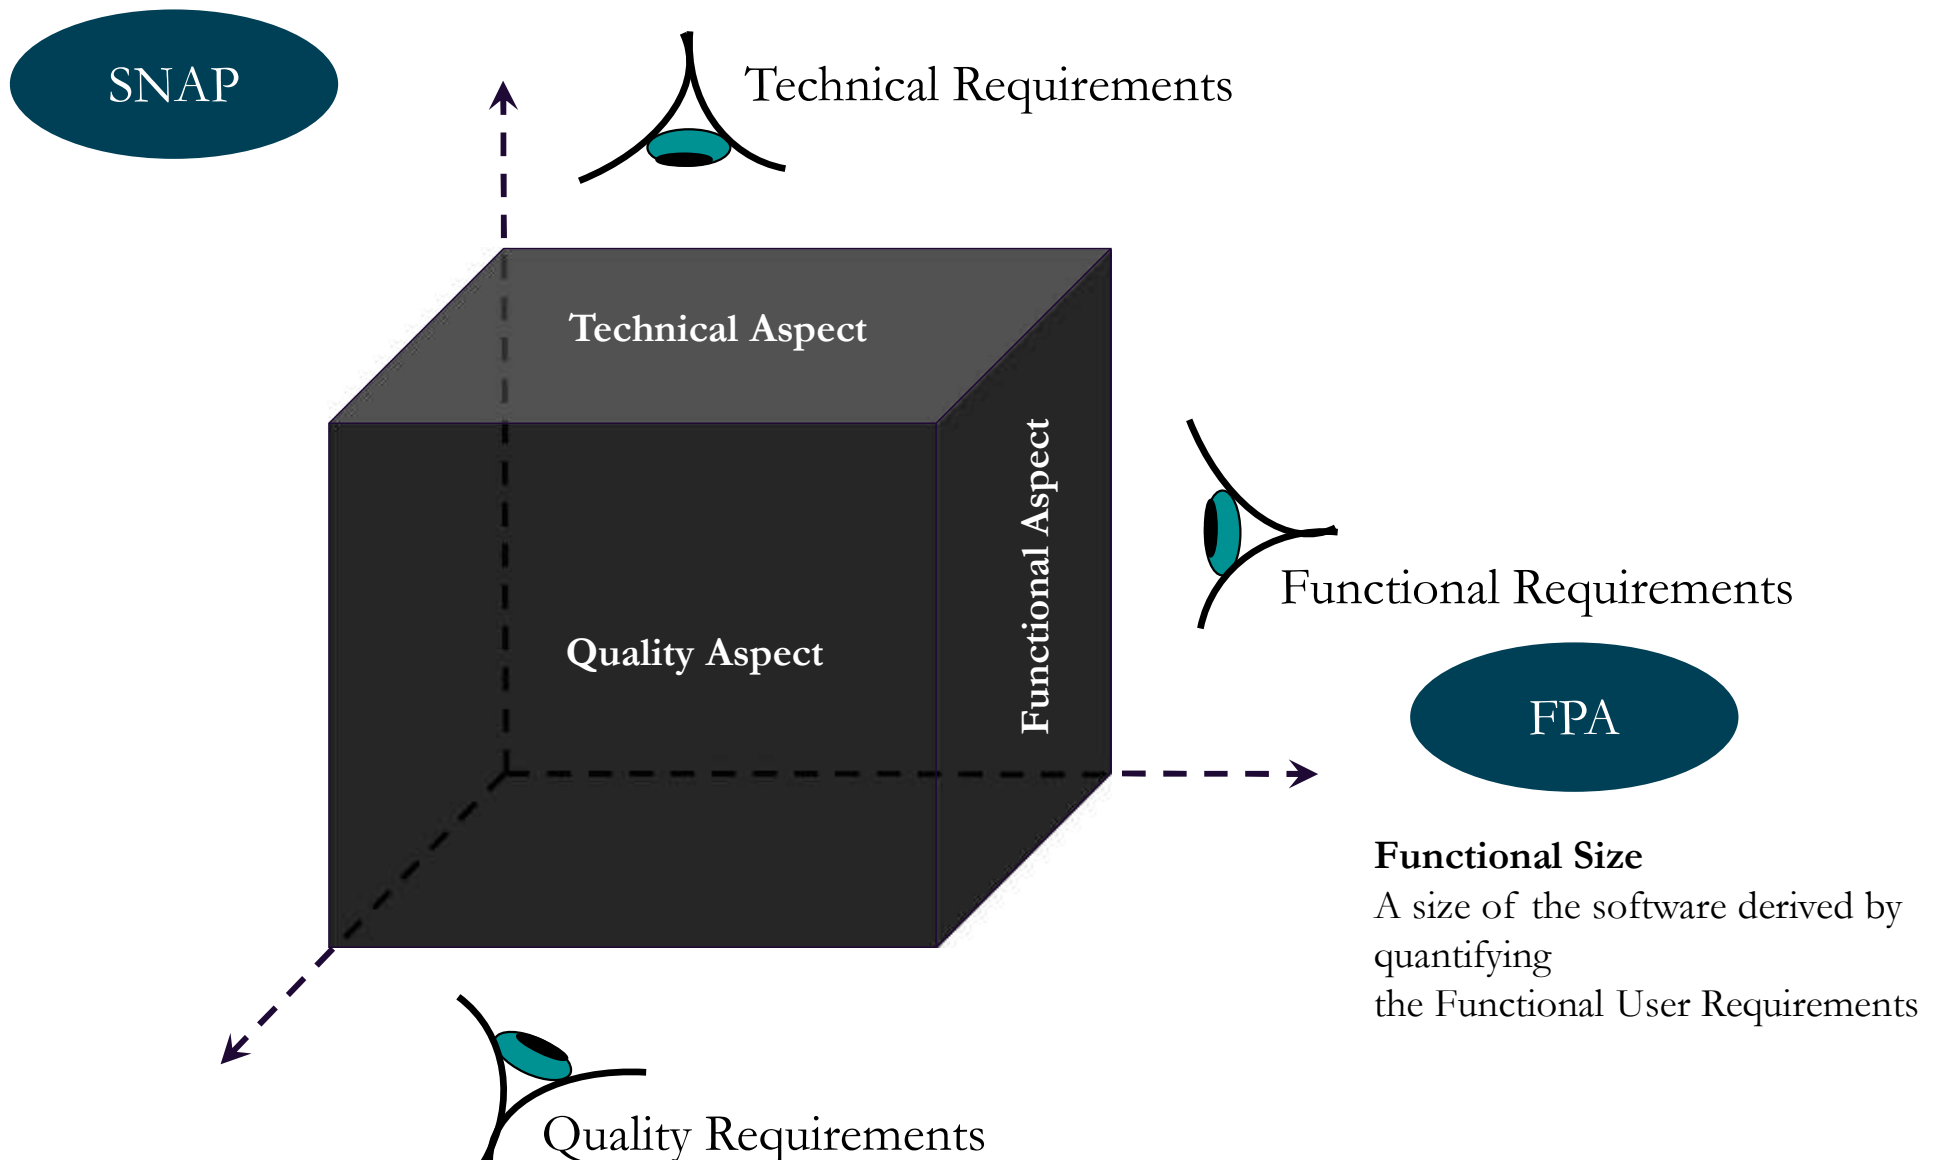 SNAP
Technical Requirements
Technical Aspect
Functional Aspect
Quality Aspect
Functional Requirements
FPA
Functional Size
A size of the software derived by
quantifying
the Functional User Requirements
Quality Requirements